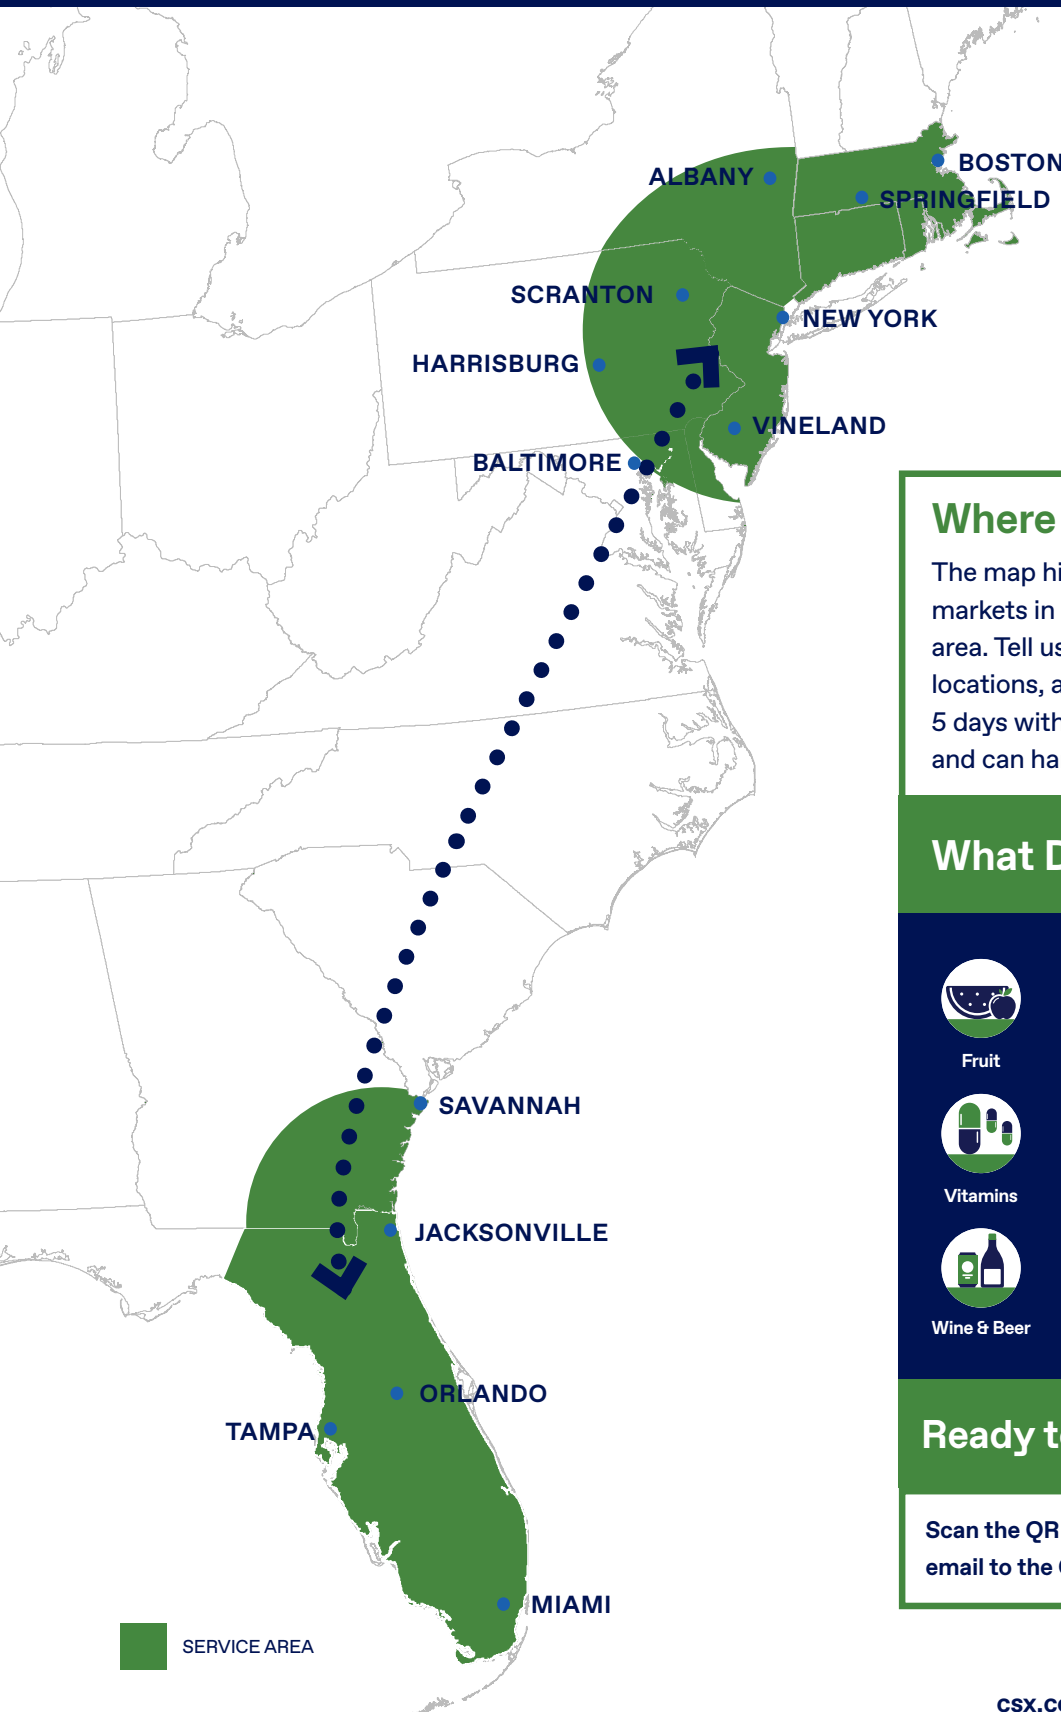 BOSTON
ALBANY
SPRINGFIELD
SCRANTON
NEW YORK
HARRISBURG
VINELAND
BALTIMORE
SAVANNAH
JACKSONVILLE
ORLANDO
TAMPA
MIAMI
SERVICE AREA
Where
The map hi
markets in
area. Tell us
locations, a
5 days with
and can ha
What D
Fruit
Vitamins
Wine & Beer
Ready to
Scan the QR
email to the
csx.co